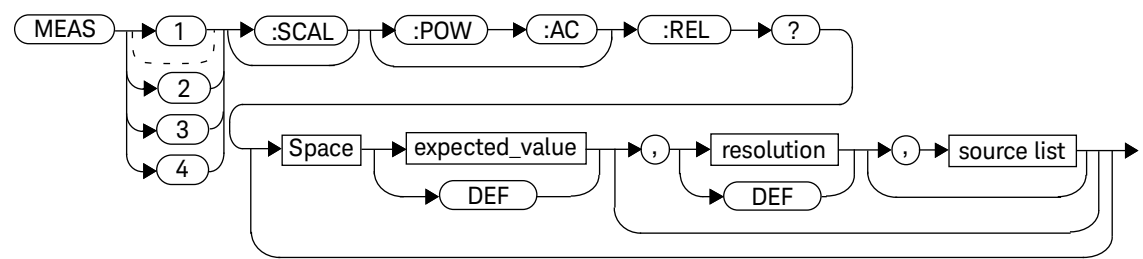 MEAS 1 :SCAL :POW :AC :REL ?
2
3
4
Space expected_value , resolution , source list
DEF DEF